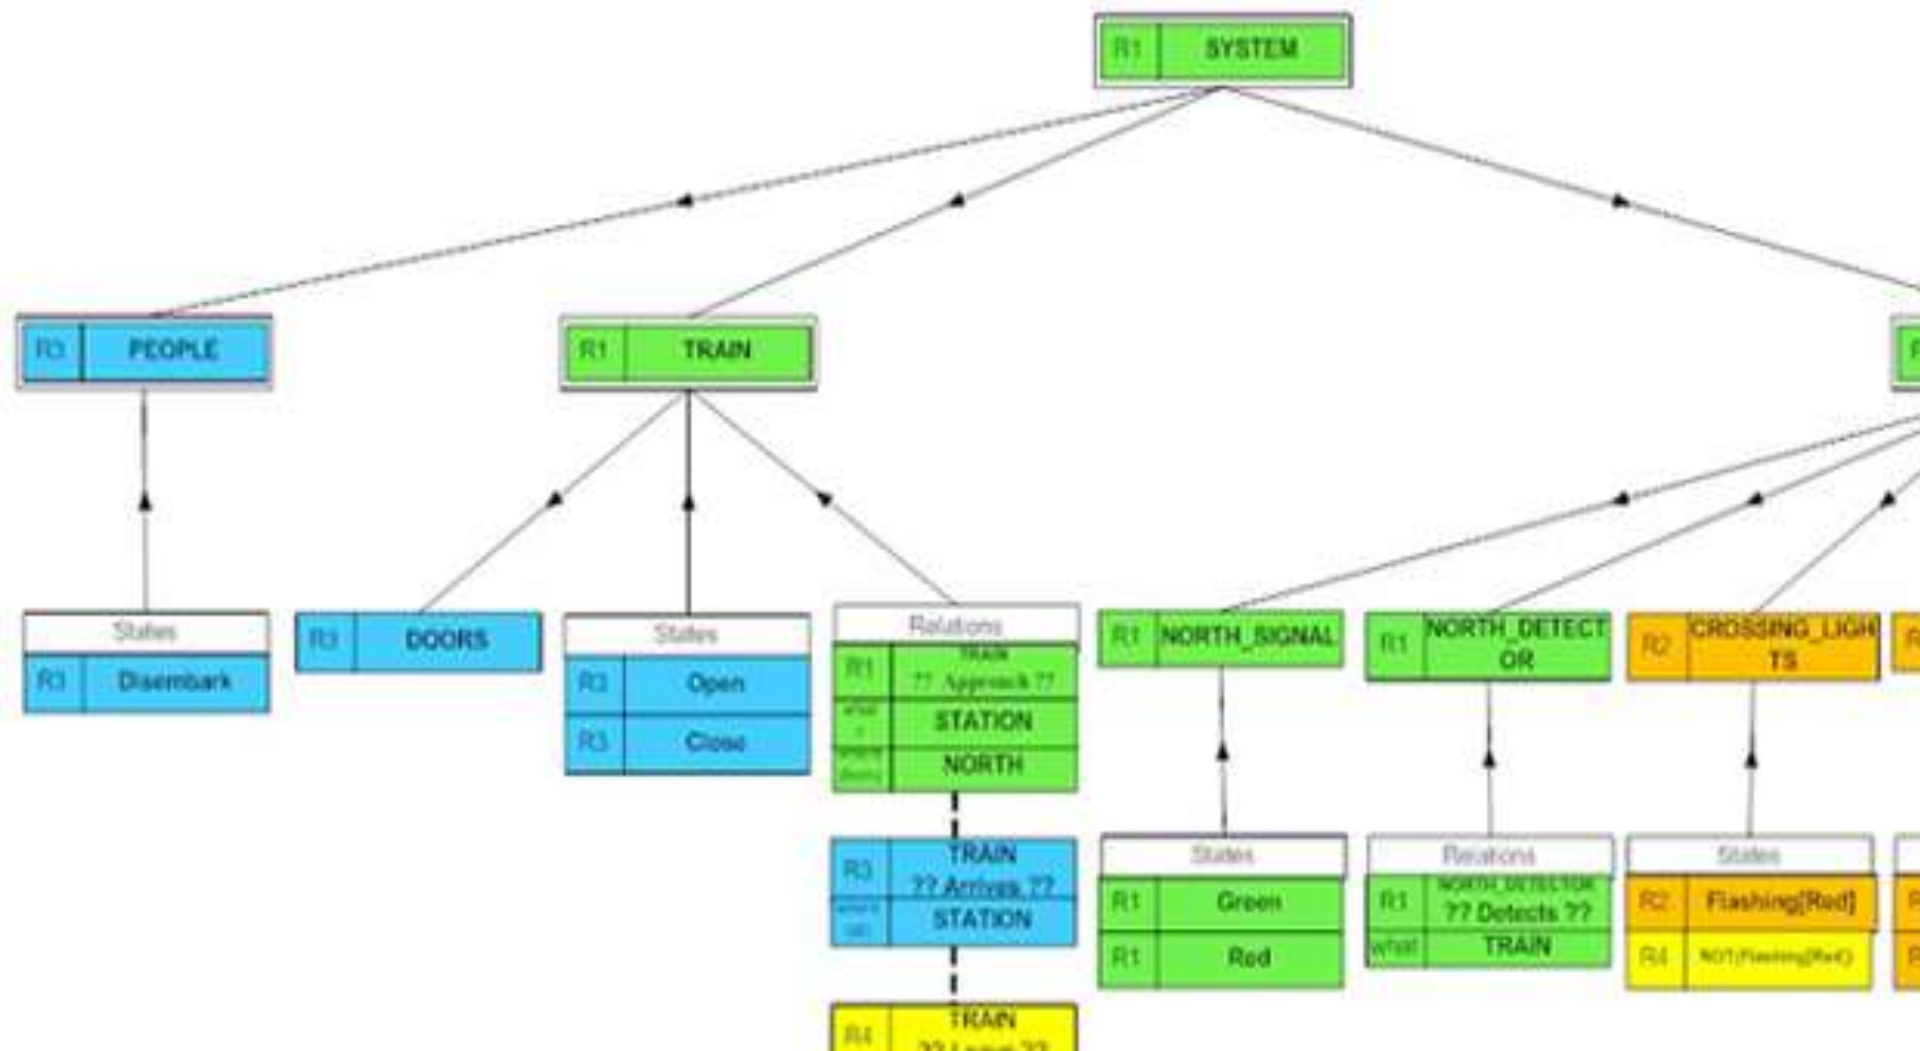 R1 SYSTEM
R3 PEOPLE
R1 TRAIN
States
R3 Disembark
R3 DOORS
States
R3 Open
R3 Close
Relations
R1 TRAIN
?? Approach ??
what STATION
NORTH
R3 TRAIN
?? Arrives ??
STATION
R4 TRAIN
?? Leave ??
R1 NORTH_SIGNAL
States
R1 Green
R1 Red
R1 NORTH_DETECT
OR
Relations
R1 NORTH_DETECTOR
?? Detects ??
what TRAIN
R2 CROSSING_LIGH
TS
States
R2 Flashing[Red]
R4 NOT(Flashing[Red])